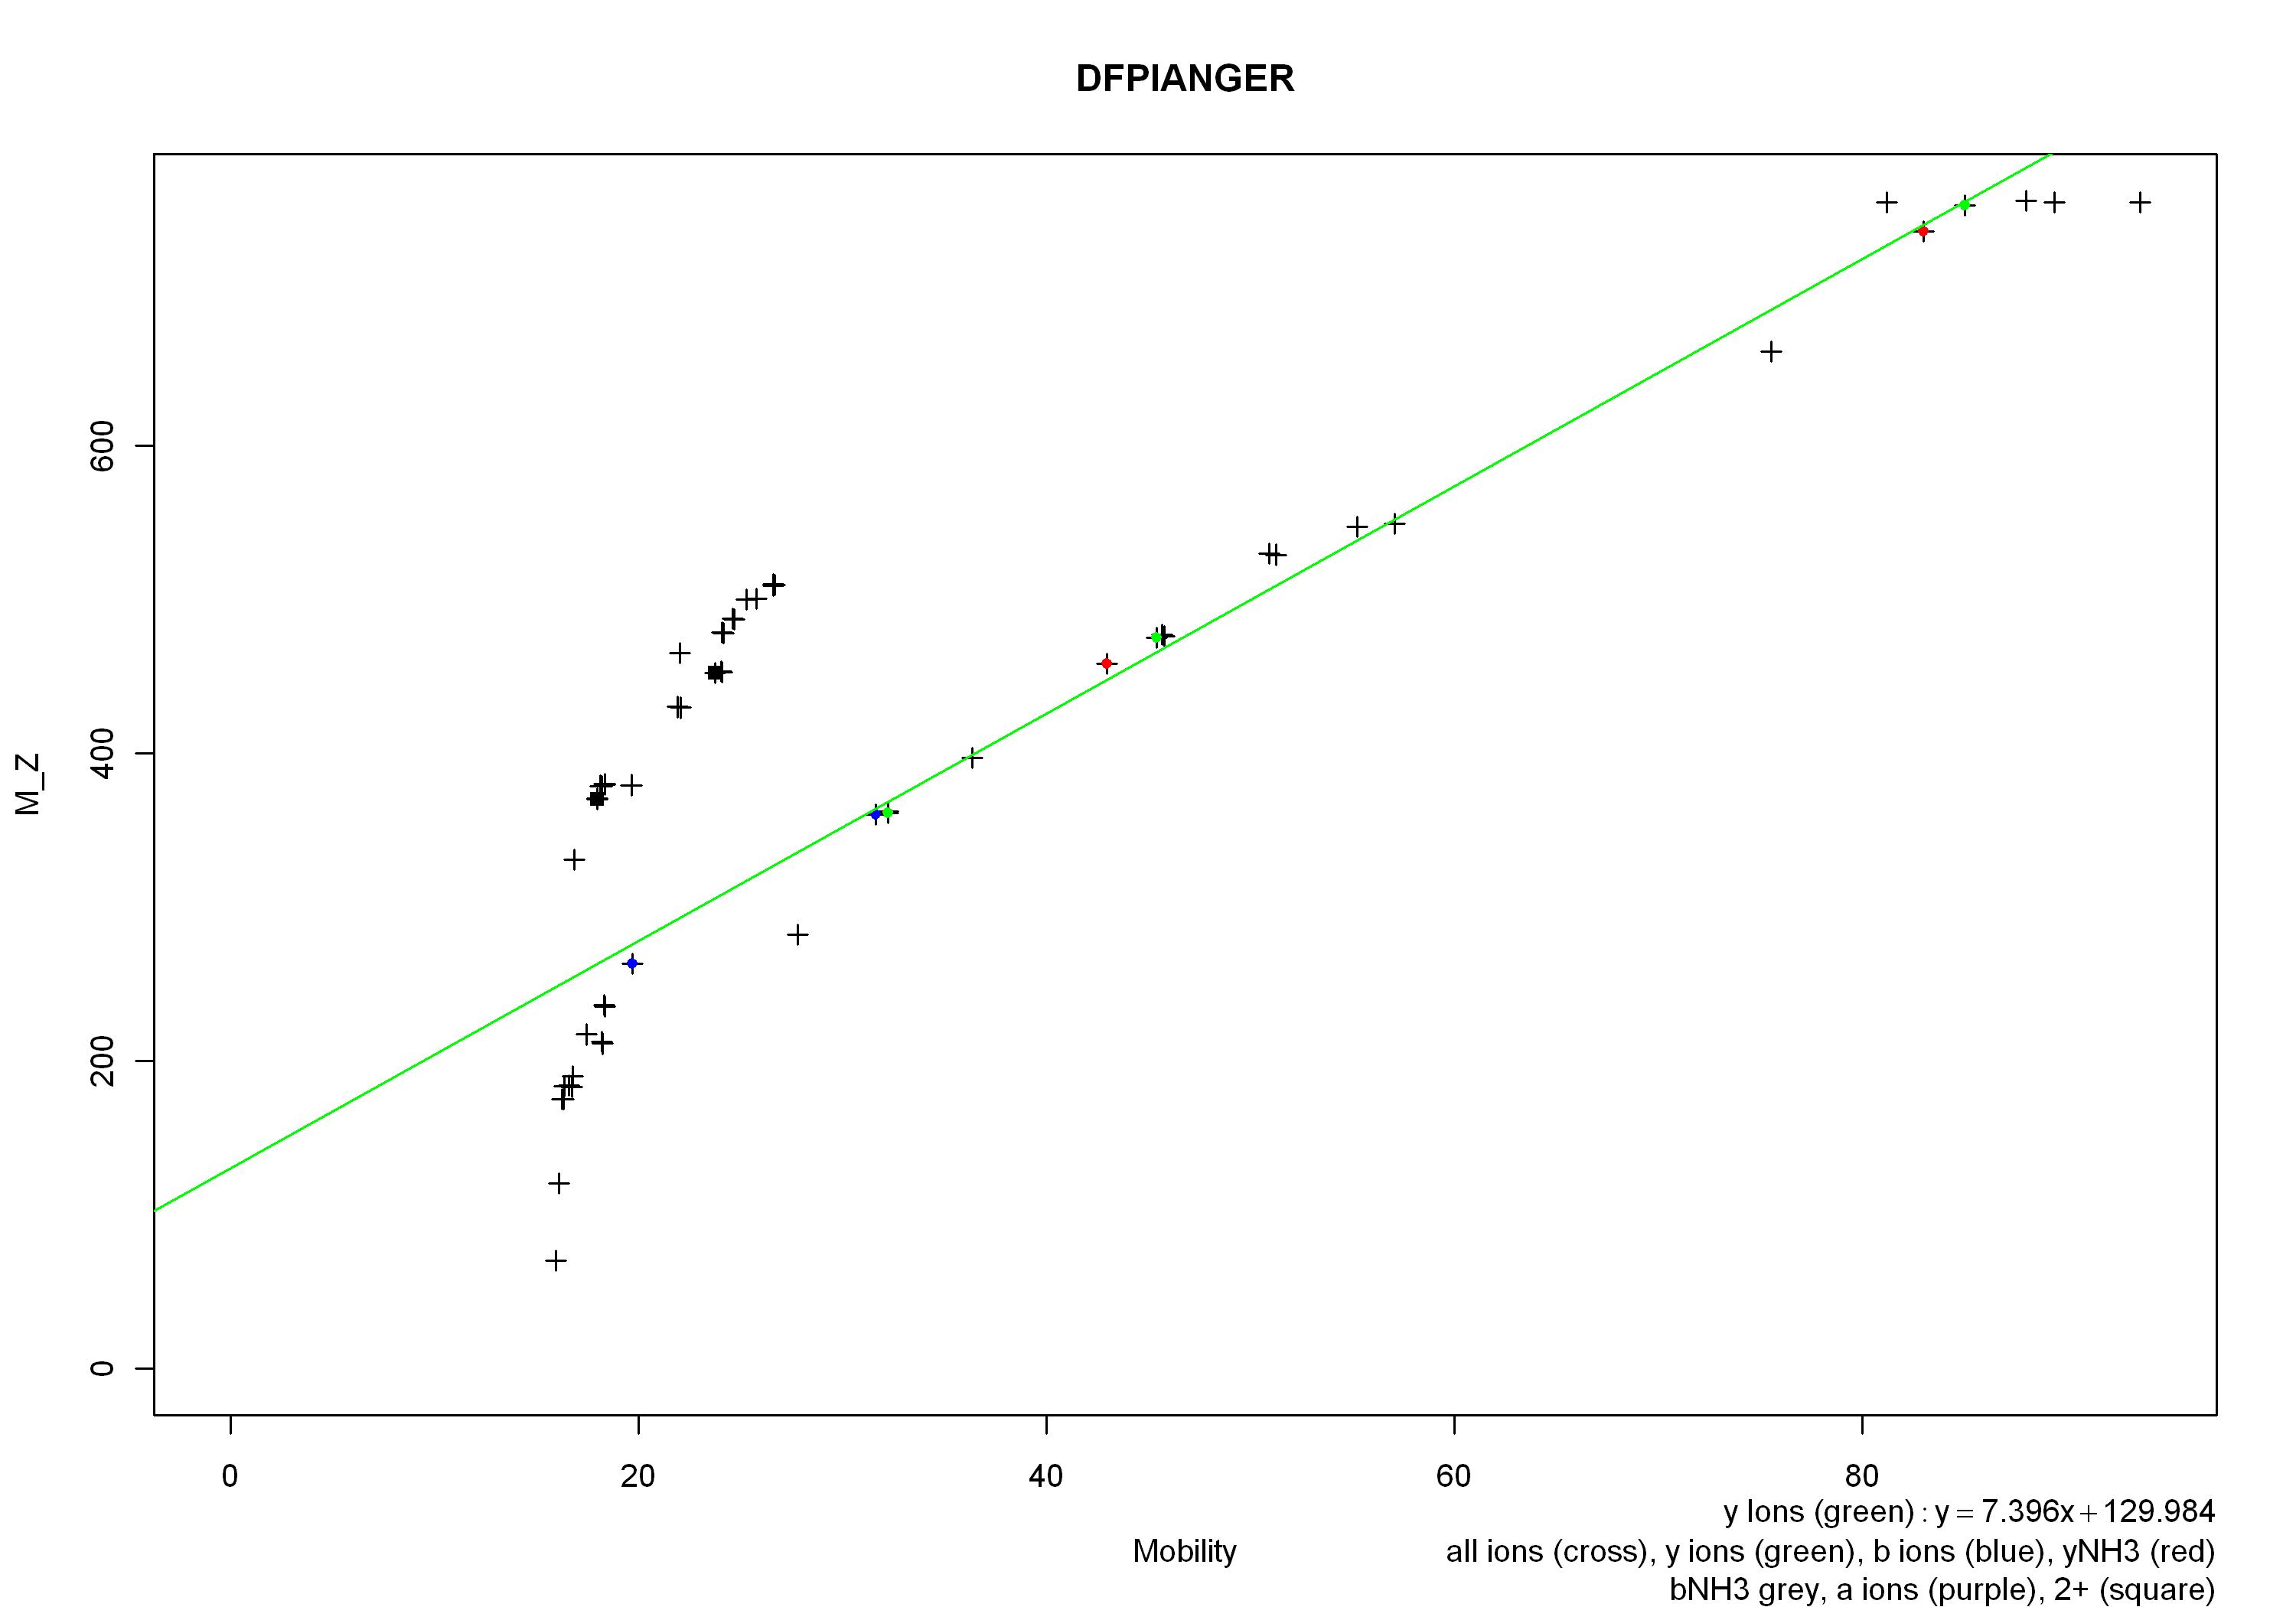 DFPIANGER
M_Z
600
400
200
0
0 20 40 60 80
y Ions (green) : y = 7.396x + 129.984
Mobility
all ions (cross), y ions (green), b ions (blue), yNH3 (red)
bNH3 grey, a ions (purple), 2+ (square)